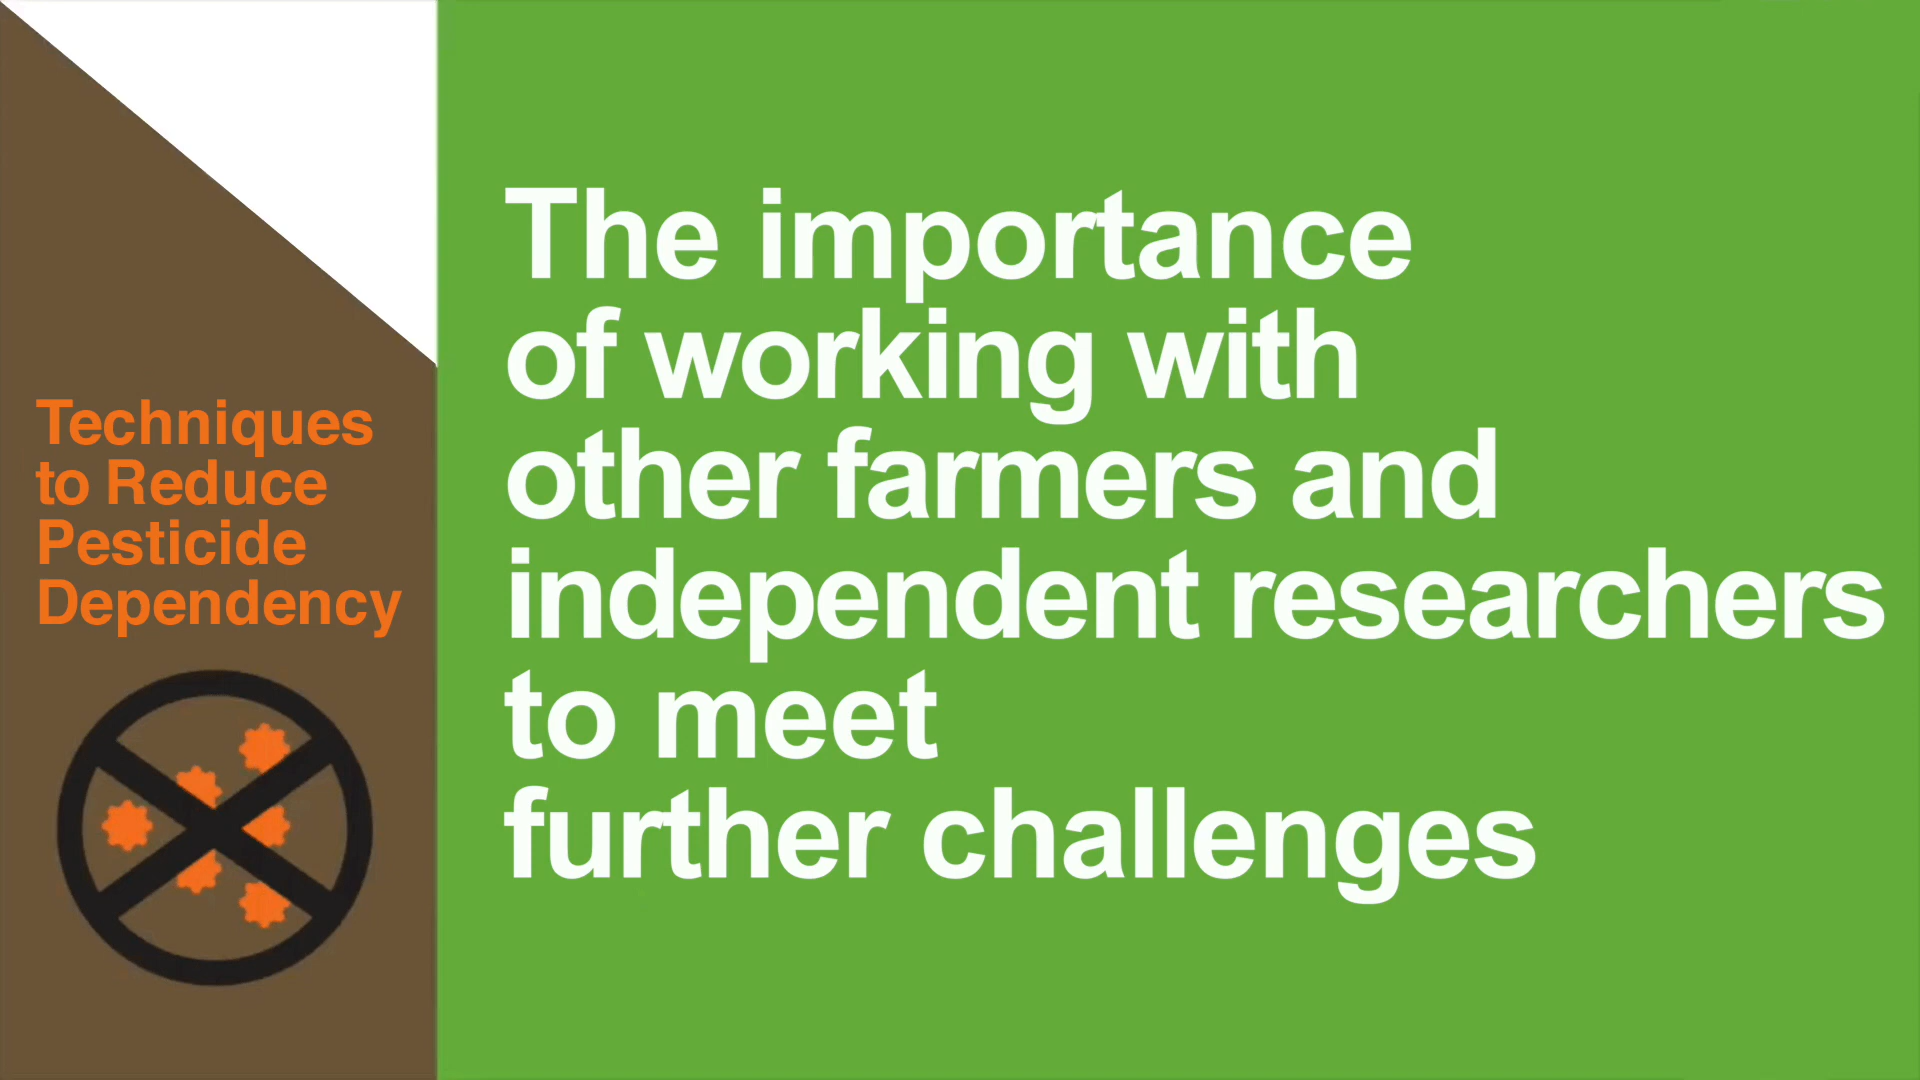 Techniques
to Reduce
Pesticide
Dependency
The importance
of working with
other farmers and
independent researchers
to meet
further challenges